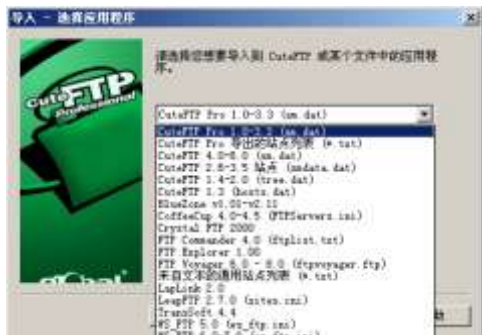 导入 - 选择应用程序
请选择您想要导入到 CuteFTP 或某个文件中的应用程序。
CuteFTP Professional
CuteFTP Pro 1.0-3.3 (sm.dat)
CuteFTP Pro 1.0-3.3 (sm.dat)
CuteFTP Pro 导出的站点列表 (*.txt)
CuteFTP 4.0-6.0 (sm.dat)
CuteFTP 2.6-3.5 站点 (smdata.dat)
CuteFTP 1.4-2.0 (tree.dat)
CuteFTP 1.3 (hosts.dat)
BlueZone v1.01-v2.11
CoffeeCup 4.0-4.5 (FTPServers.ini)
Crystal FTP 2000
FTP Commander 4.0 (ftplist.txt)
FTP Explorer 1.00
FTP Voyager 6.0 - 8.0 (ftpvoyager.ftp)
来自文本的通用站点列表 (*.txt)
LapLink 2.0
LeapFTP 2.7.0 (sites.ini)
TransSoft 4.4
WS_FTP 5.0 (ws_ftp.ini)